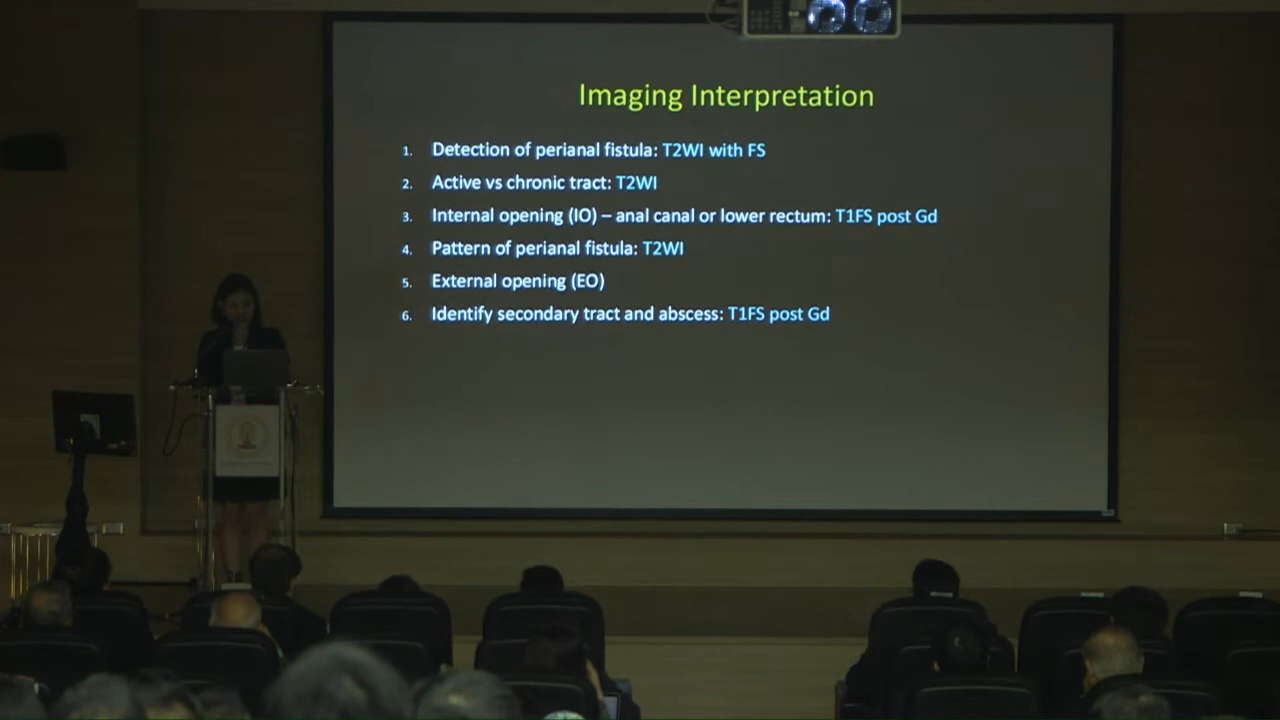 Imaging Interpretation
1. Detection of perianal fistula: T2WI with FS
2. Active vs chronic tract: T2WI
3. Internal opening (IO) – anal canal or lower rectum: T1FS post Gd
4. Pattern of perianal fistula: T2WI
5. External opening (EO)
6. Identify secondary tract and abscess: T1FS post Gd